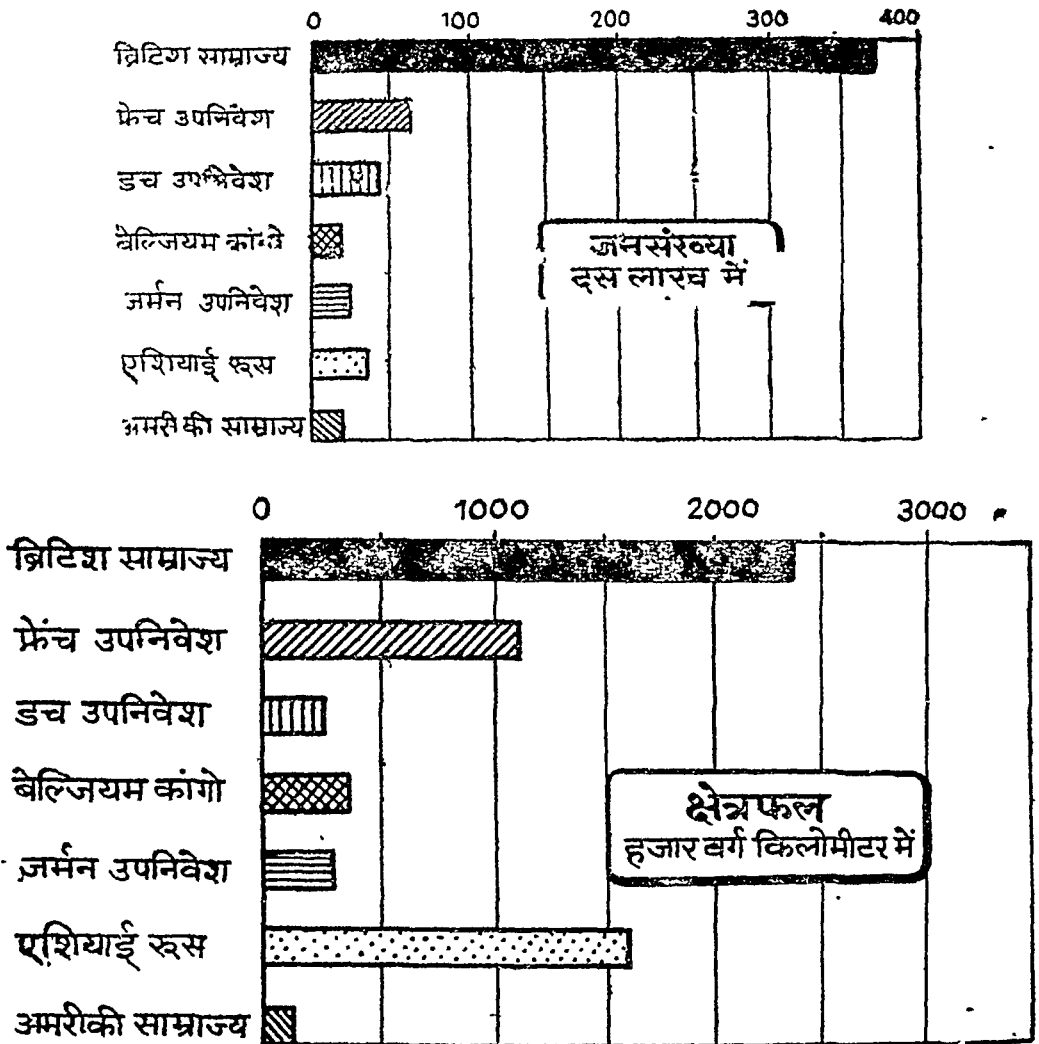 0 100 200 300 400
ब्रिटिश साम्राज्य
फ्रेंच उपनिवेश
डच उपनिवेश
बेल्जियम कांगो
जर्मन उपनिवेश
एशियाई रूस
अमरीकी साम्राज्य
जनसंख्या
दस लाख में
0 1000 2000 3000
ब्रिटिश साम्राज्य
फ्रेंच उपनिवेश
डच उपनिवेश
बेल्जियम कांगो
जर्मन उपनिवेश
एशियाई रूस
अमरीकी साम्राज्य
क्षेत्रफल
हजार वर्ग किलोमीटर में